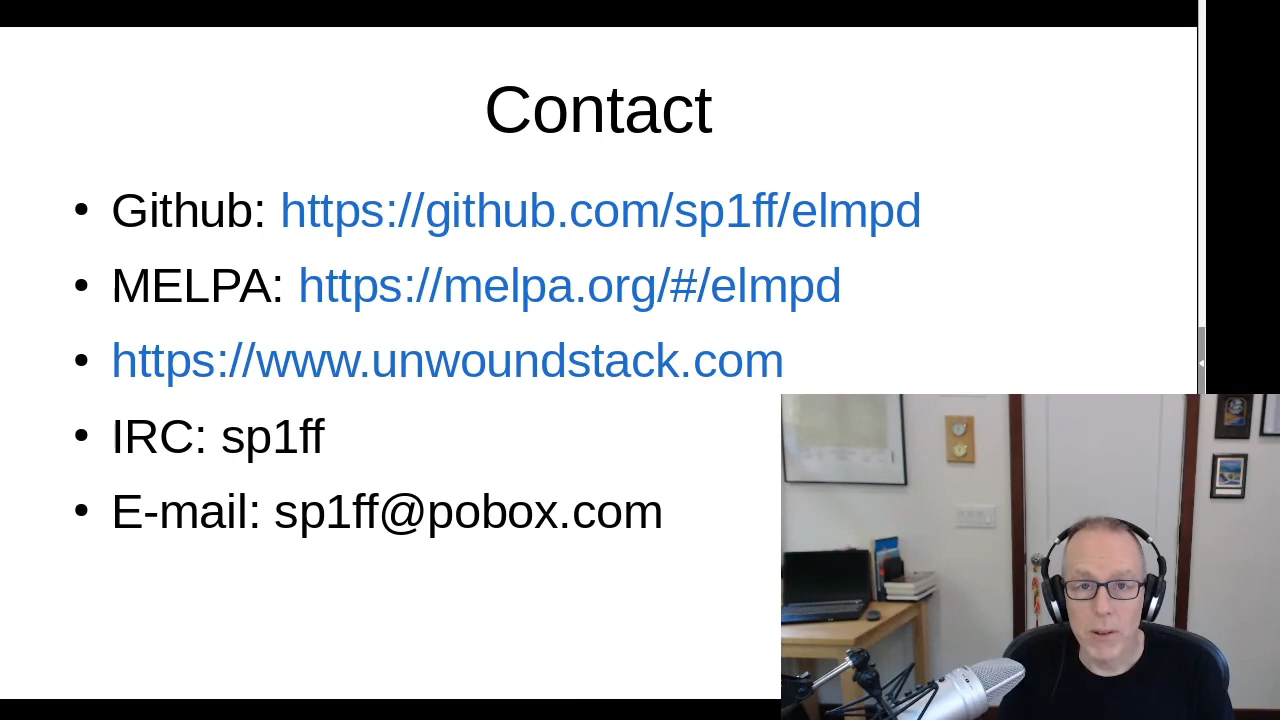 Contact
• Github: https://github.com/sp1ff/elmpd
• MELPA: https://melpa.org/#/elmpd
• https://www.unwoundstack.com
• IRC: sp1ff
• E-mail: sp1ff@pobox.com